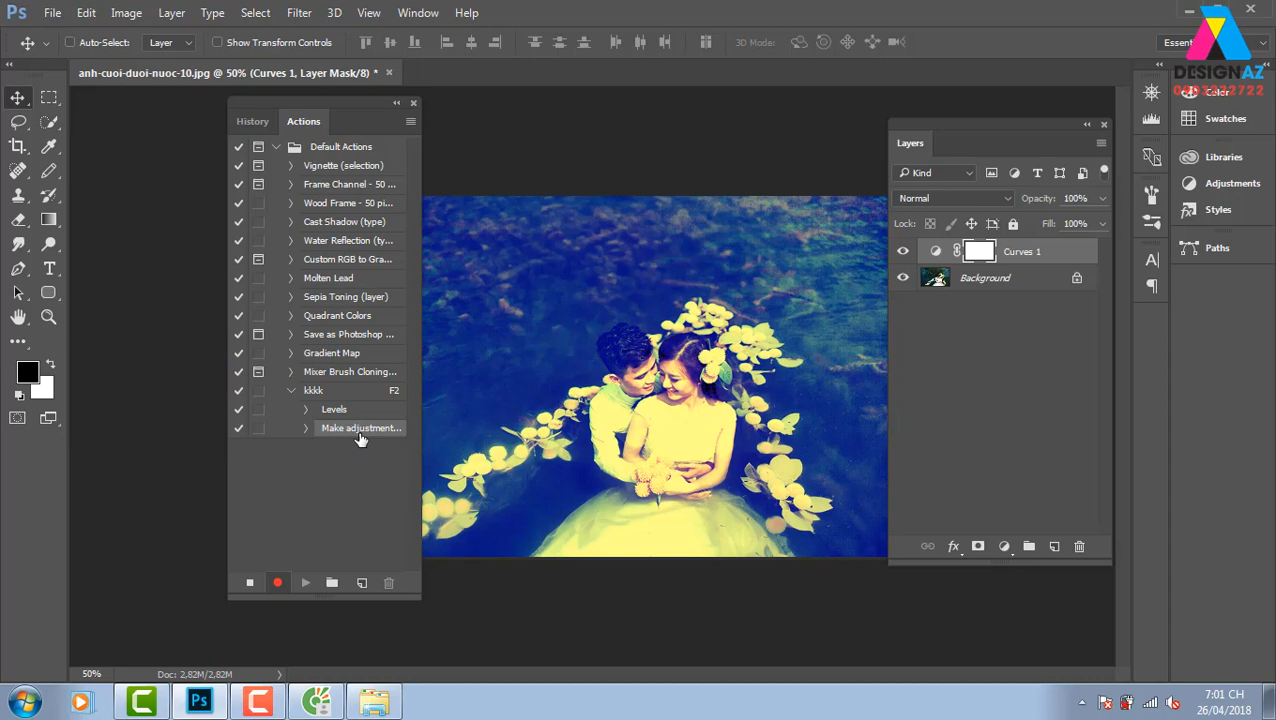 Ps File Edit Image Layer Type Select Filter 3D View Window Help
Auto-Select: Layer Show Transform Controls 3D Mode: Essent
DESIGNAZ
0903332722
anh-cuoi-duoi-nuoc-10.jpg @ 50% (Curves 1, Layer Mask/8) *
History Actions
Default Actions
Vignette (selection)
Frame Channel - 50 ...
Wood Frame - 50 pi...
Cast Shadow (type)
Water Reflection (ty...
Custom RGB to Gra...
Molten Lead
Sepia Toning (layer)
Quadrant Colors
Save as Photoshop ...
Gradient Map
Mixer Brush Cloning...
kkkk F2
Levels
Make adjustment...
Layers
Kind
Normal Opacity: 100%
Lock: Fill: 100%
Curves 1
Background
Color
Swatches
Libraries
Adjustments
Styles
Paths
50% Doc: 2,82M/2,82M
Ps
7:01 CH
26/04/2018